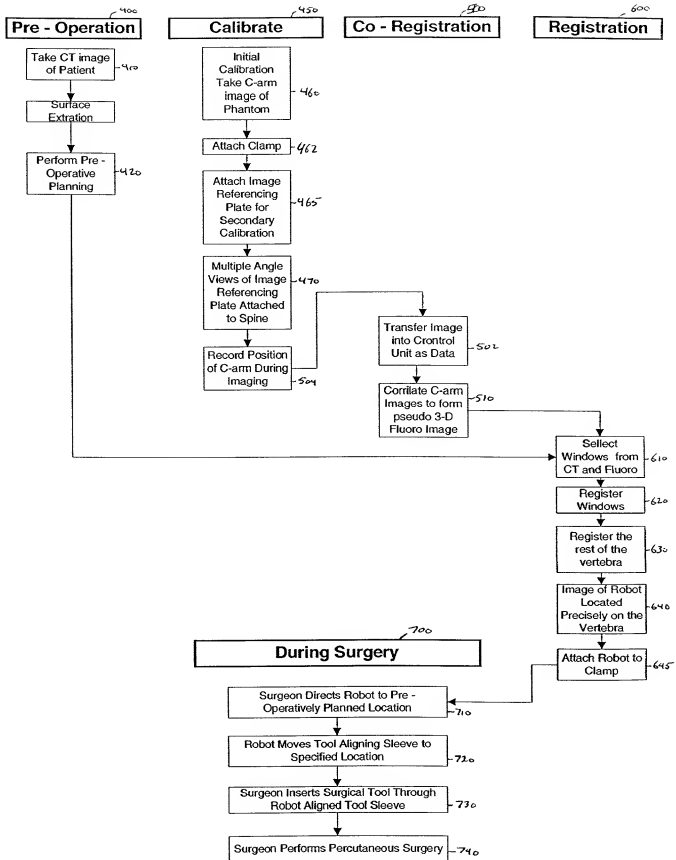 400
Pre - Operation
Take CT image
of Patient
410
Surface
Extration
Perform Pre -
Operative
Planning
420
450
Calibrate
Initial
Calibration
Take C-arm
image of
Phantom
460
Attach Clamp
462
Attach Image
Referencing
Plate for
Secondary
Calibration
465
Multiple Angle
Views of Image
Referencing
Plate Attached
to Spine
470
Record Position
of C-arm During
Imaging
504
500
Co - Registration
Transfer Image
into Crontrol
Unit as Data
502
Corrilate C-arm
Images to form
pseudo 3-D
Fluoro Image
510
600
Registration
Sellect
Windows from
CT and Fluoro
610
Register
Windows
620
Register the
rest of the
vertebra
630
Image of Robot
Located
Precisely on the
Vertebra
640
Attach Robot to
Clamp
645
700
During Surgery
Surgeon Directs Robot to Pre -
Operatively Planned Location
710
Robot Moves Tool Aligning Sleeve to
Specified Location
720
Surgeon Inserts Surgical Tool Through
Robot Aligned Tool Sleeve
730
Surgeon Performs Percutaneous Surgery
740